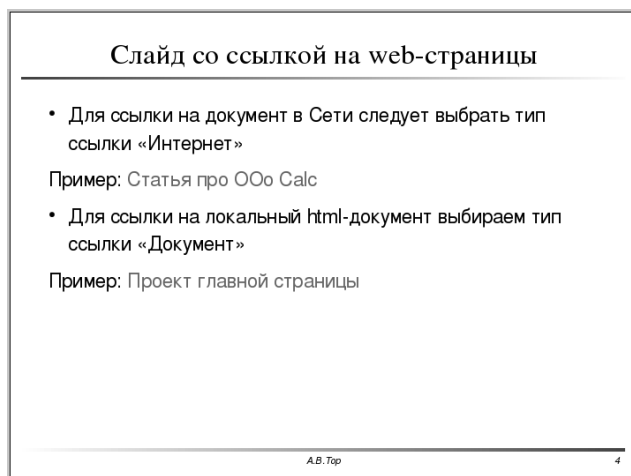 Слайд со ссылкой на web-страницы
• Для ссылки на документ в Сети следует выбрать тип
ссылки «Интернет»
Пример: Статья про OOo Calc
• Для ссылки на локальный html-документ выбираем тип
ссылки «Документ»
Пример: Проект главной страницы
А.В.Тор
4